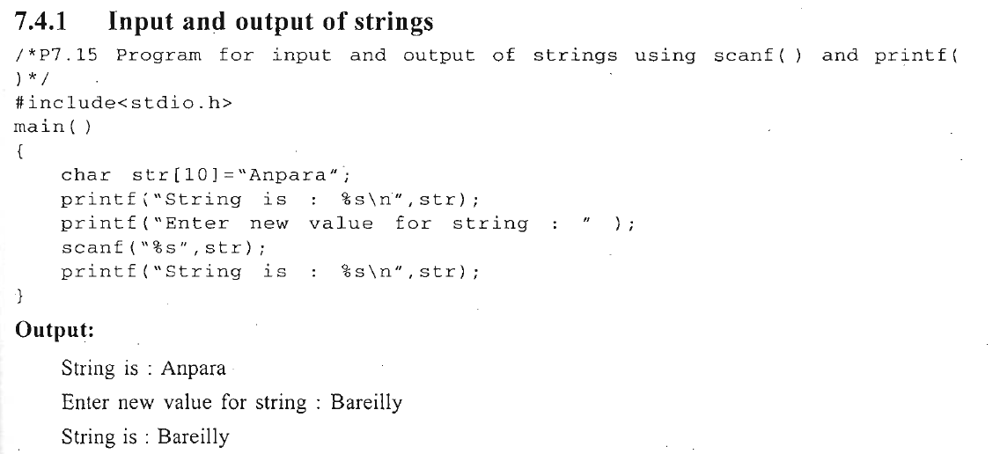 7.4.1 Input and output of strings
/*P7.15 Program for input and output of strings using scanf( ) and printf(
)*/
#include<stdio.h>
main( )
{
char str[10]="Anpara";
printf("String is : %s\n",str);
printf("Enter new value for string : " );
scanf("%s",str);
printf("String is : %s\n",str);
}
Output:
String is : Anpara
Enter new value for string : Bareilly
String is : Bareilly